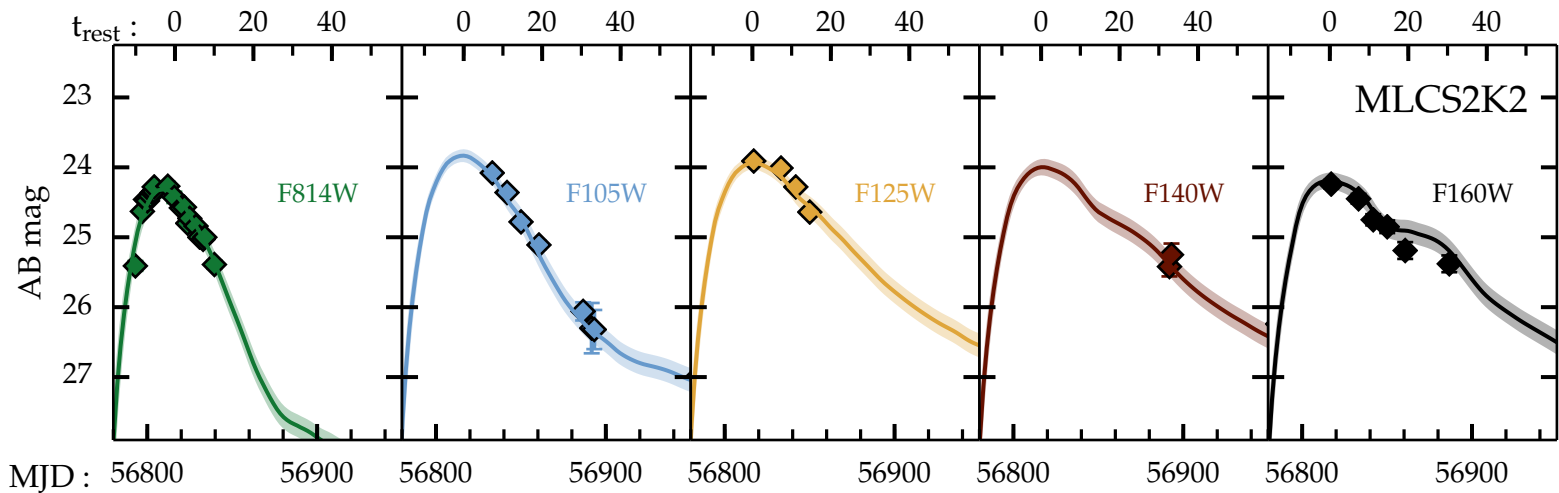 t_rest : 0 20 40 0 20 40 0 20 40 0 20 40 0 20 40
MLCS2K2
23
24
25
26
27
AB mag
F814W F105W F125W F140W F160W
MJD : 56800 56900 56800 56900 56800 56900 56800 56900 56800 56900